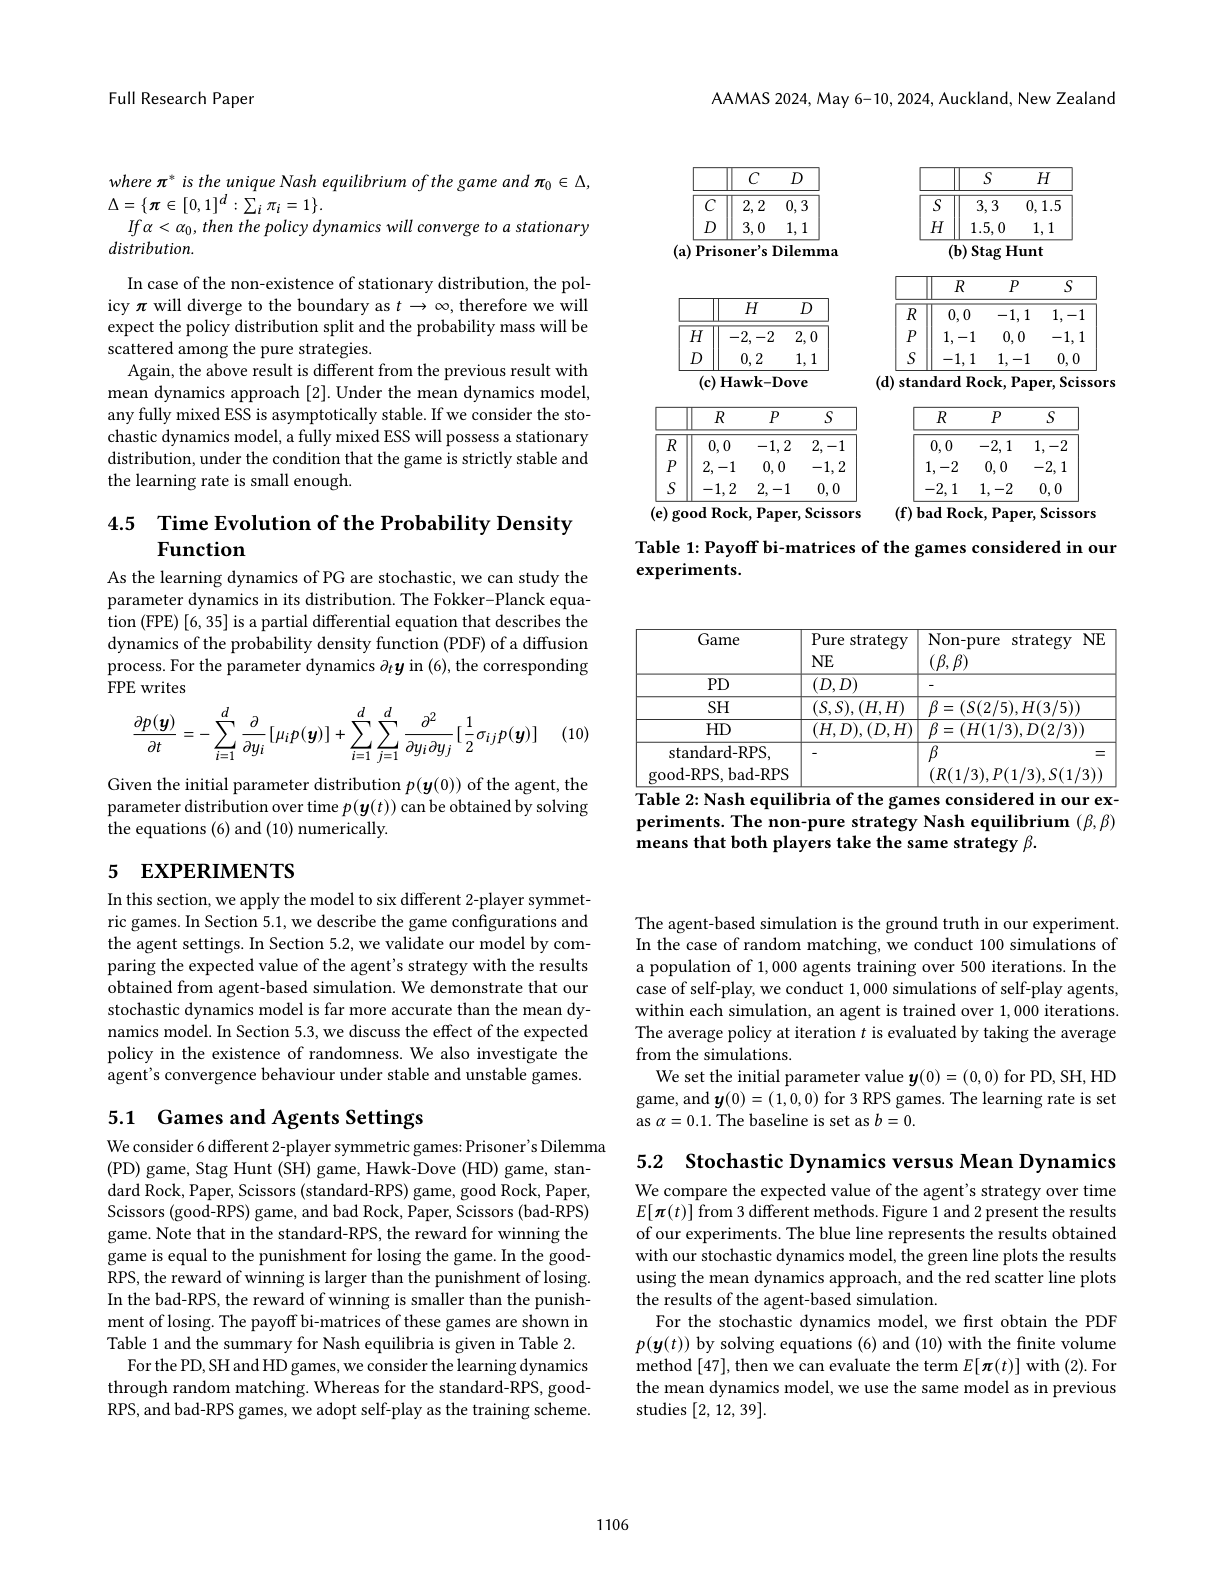 Full Research Paper
AAMAS 2024, May 6–10, 2024, Auckland, New Zealand
where π* is the unique Nash equilibrium of the game and π₀ ∈ Δ,
Δ = {π ∈ [0, 1]ᵈ : ∑ᵢ πᵢ = 1}.
If α < α₀, then the policy dynamics will converge to a stationary
distribution.
In case of the non-existence of stationary distribution, the pol-
icy π will diverge to the boundary as t → ∞, therefore we will
expect the policy distribution split and the probability mass will be
scattered among the pure strategies.
Again, the above result is different from the previous result with
mean dynamics approach [2]. Under the mean dynamics model,
any fully mixed ESS is asymptotically stable. If we consider the sto-
chastic dynamics model, a fully mixed ESS will possess a stationary
distribution, under the condition that the game is strictly stable and
the learning rate is small enough.
4.5 Time Evolution of the Probability Density
Function
As the learning dynamics of PG are stochastic, we can study the
parameter dynamics in its distribution. The Fokker–Planck equa-
tion (FPE) [6, 35] is a partial differential equation that describes the
dynamics of the probability density function (PDF) of a diffusion
process. For the parameter dynamics ∂ₜy in (6), the corresponding
FPE writes
∂p(y)/∂t = − ∑_{i=1}^{d} ∂/∂yᵢ [μᵢp(y)] + ∑_{i=1}^{d} ∑_{j=1}^{d} ∂²/∂yᵢ∂yⱼ [½σᵢⱼp(y)] (10)
Given the initial parameter distribution p(y(0)) of the agent, the
parameter distribution over time p(y(t)) can be obtained by solving
the equations (6) and (10) numerically.
5 EXPERIMENTS
In this section, we apply the model to six different 2-player symmet-
ric games. In Section 5.1, we describe the game configurations and
the agent settings. In Section 5.2, we validate our model by com-
paring the expected value of the agent's strategy with the results
obtained from agent-based simulation. We demonstrate that our
stochastic dynamics model is far more accurate than the mean dy-
namics model. In Section 5.3, we discuss the effect of the expected
policy in the existence of randomness. We also investigate the
agent's convergence behaviour under stable and unstable games.
5.1 Games and Agents Settings
We consider 6 different 2-player symmetric games: Prisoner's Dilemma
(PD) game, Stag Hunt (SH) game, Hawk-Dove (HD) game, stan-
dard Rock, Paper, Scissors (standard-RPS) game, good Rock, Paper,
Scissors (good-RPS) game, and bad Rock, Paper, Scissors (bad-RPS)
game. Note that in the standard-RPS, the reward for winning the
game is equal to the punishment for losing the game. In the good-
RPS, the reward of winning is larger than the punishment of losing.
In the bad-RPS, the reward of winning is smaller than the punish-
ment of losing. The payoff bi-matrices of these games are shown in
Table 1 and the summary for Nash equilibria is given in Table 2.
For the PD, SH and HD games, we consider the learning dynamics
through random matching. Whereas for the standard-RPS, good-
RPS, and bad-RPS games, we adopt self-play as the training scheme.
C D
C 2, 2 0, 3
D 3, 0 1, 1
(a) Prisoner's Dilemma
S H
S 3, 3 0, 1.5
H 1.5, 0 1, 1
(b) Stag Hunt
H D
H −2, −2 2, 0
D 0, 2 1, 1
(c) Hawk–Dove
R P S
R 0, 0 −1, 1 1, −1
P 1, −1 0, 0 −1, 1
S −1, 1 1, −1 0, 0
(d) standard Rock, Paper, Scissors
R P S
R 0, 0 −1, 2 2, −1
P 2, −1 0, 0 −1, 2
S −1, 2 2, −1 0, 0
(e) good Rock, Paper, Scissors
R P S
0, 0 −2, 1 1, −2
1, −2 0, 0 −2, 1
−2, 1 1, −2 0, 0
(f) bad Rock, Paper, Scissors
Table 1: Payoff bi-matrices of the games considered in our
experiments.
Game Pure strategy Non-pure strategy NE
NE (β, β)
PD (D, D) -
SH (S, S), (H, H) β = (S(2/5), H(3/5))
HD (H, D), (D, H) β = (H(1/3), D(2/3))
standard-RPS, - β =
good-RPS, bad-RPS (R(1/3), P(1/3), S(1/3))
Table 2: Nash equilibria of the games considered in our ex-
periments. The non-pure strategy Nash equilibrium (β, β)
means that both players take the same strategy β.
The agent-based simulation is the ground truth in our experiment.
In the case of random matching, we conduct 100 simulations of
a population of 1, 000 agents training over 500 iterations. In the
case of self-play, we conduct 1, 000 simulations of self-play agents,
within each simulation, an agent is trained over 1, 000 iterations.
The average policy at iteration t is evaluated by taking the average
from the simulations.
We set the initial parameter value y(0) = (0, 0) for PD, SH, HD
game, and y(0) = (1, 0, 0) for 3 RPS games. The learning rate is set
as α = 0.1. The baseline is set as b = 0.
5.2 Stochastic Dynamics versus Mean Dynamics
We compare the expected value of the agent's strategy over time
E[π(t)] from 3 different methods. Figure 1 and 2 present the results
of our experiments. The blue line represents the results obtained
with our stochastic dynamics model, the green line plots the results
using the mean dynamics approach, and the red scatter line plots
the results of the agent-based simulation.
For the stochastic dynamics model, we first obtain the PDF
p(y(t)) by solving equations (6) and (10) with the finite volume
method [47], then we can evaluate the term E[π(t)] with (2). For
the mean dynamics model, we use the same model as in previous
studies [2, 12, 39].
1106